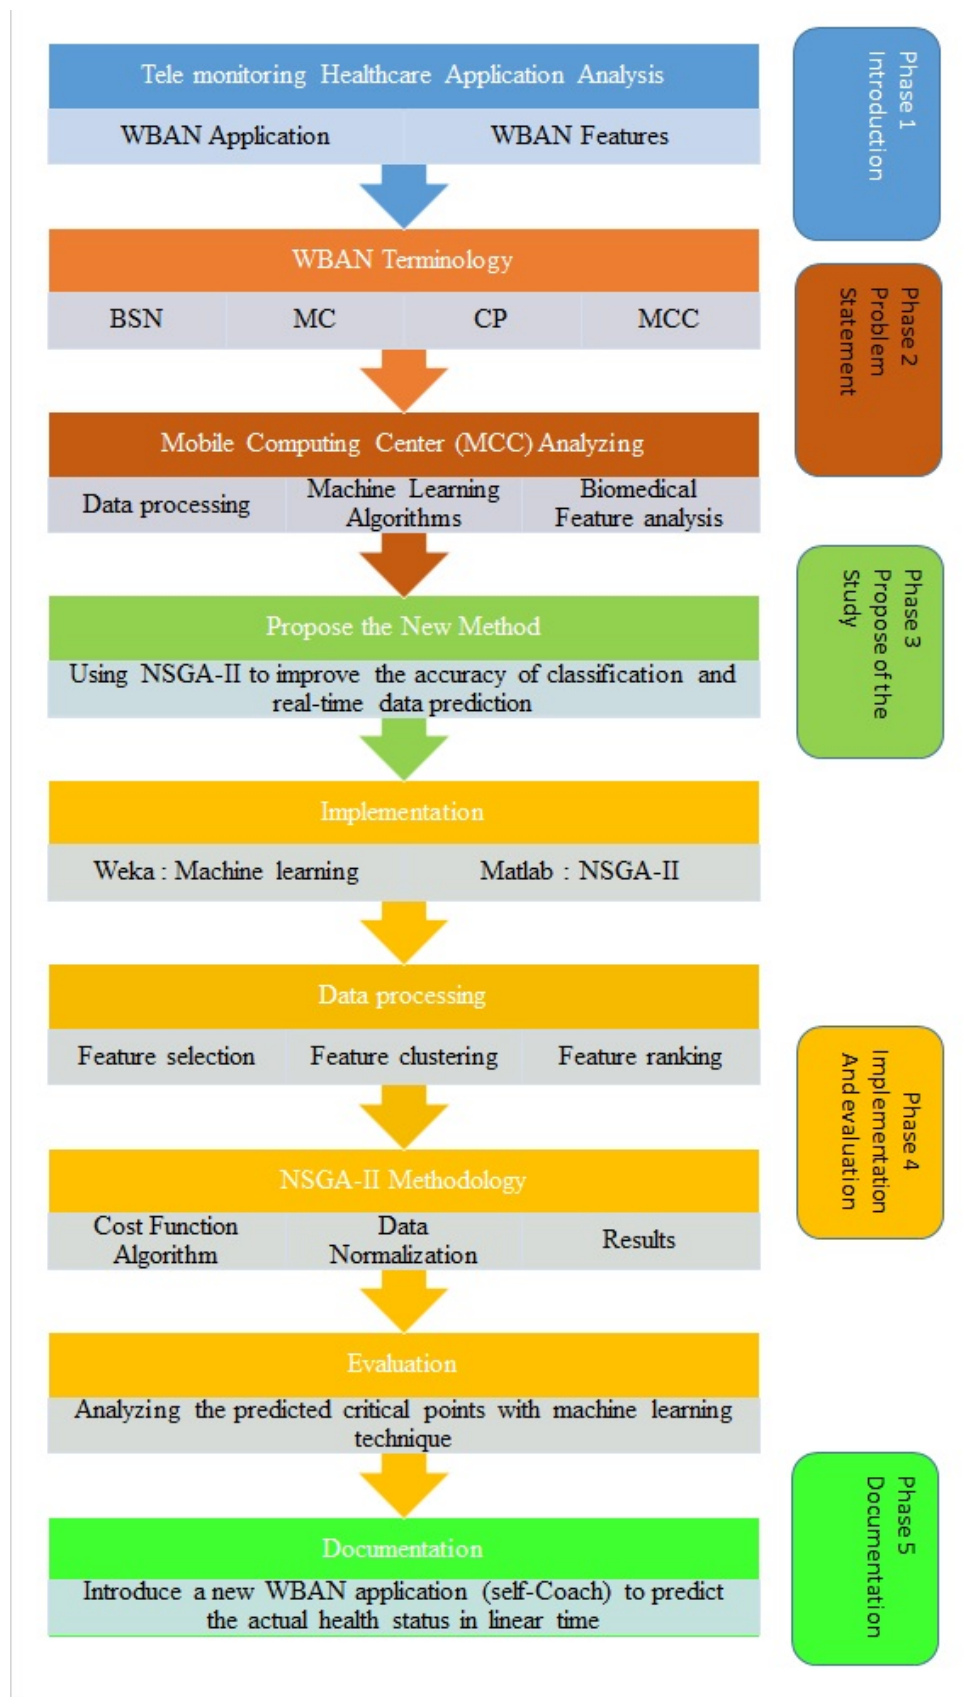 Tele monitoring Healthcare Application Analysis
WBAN Application
WBAN Features
WBAN Terminology
BSN
MC
CP
MCC
Mobile Computing Center (MCC) Analyzing
Data processing
Machine Learning
Algorithms
Biomedical
Feature analysis
Propose the New Method
Using NSGA-II to improve the accuracy of classification and
real-time data prediction
Implementation
Weka : Machine learning
Matlab : NSGA-II
Data processing
Feature selection
Feature clustering
Feature ranking
NSGA-II Methodology
Cost Function
Algorithm
Data
Normalization
Results
Evaluation
Analyzing the predicted critical points with machine learning
technique
Documentation
Introduce a new WBAN application (self-Coach) to predict
the actual health status in linear time
Phase 1
Introduction
Phase 2
Problem
Statement
Phase 3
Propose of the
Study
Phase 4
Implementation
And evaluation
Phase 5
Documentation